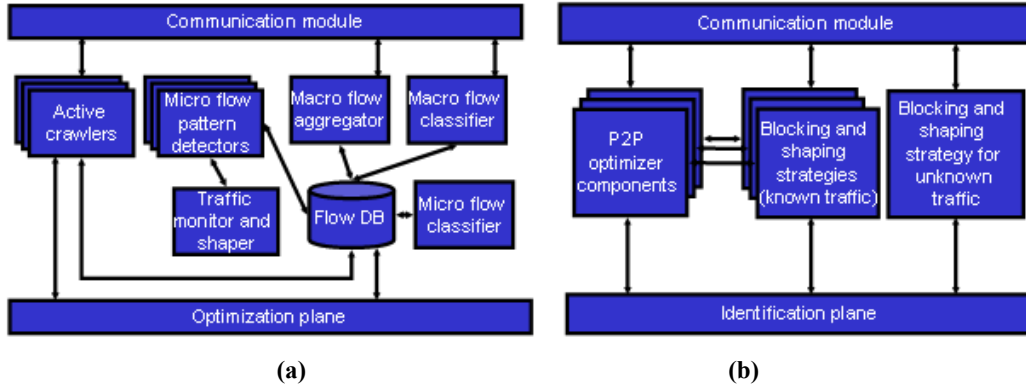 Communication module
Active
crawlers
Micro flow
pattern
detectors
Macro flow
aggregator
Macro flow
classifier
Traffic
monitor and
shaper
Flow DB
Micro flow
classifier
Optimization plane
(a)
Communication module
P2P
optimizer
components
Blocking and
shaping
strategies
(known traffic)
Blocking and
shaping
strategy for
unknown
traffic
Identification plane
(b)